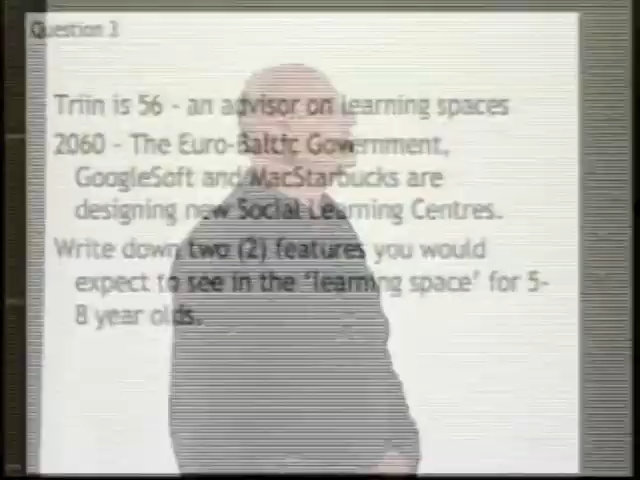 Question 3
Triin is 56 - an advisor on learning spaces
2060 - The Euro-Baltic Government,
GoogleSoft and MacStarbucks are
designing new Social Learning Centres.
Write down two (2) features you would
expect to see in the "learning space" for 5-
8 year olds.